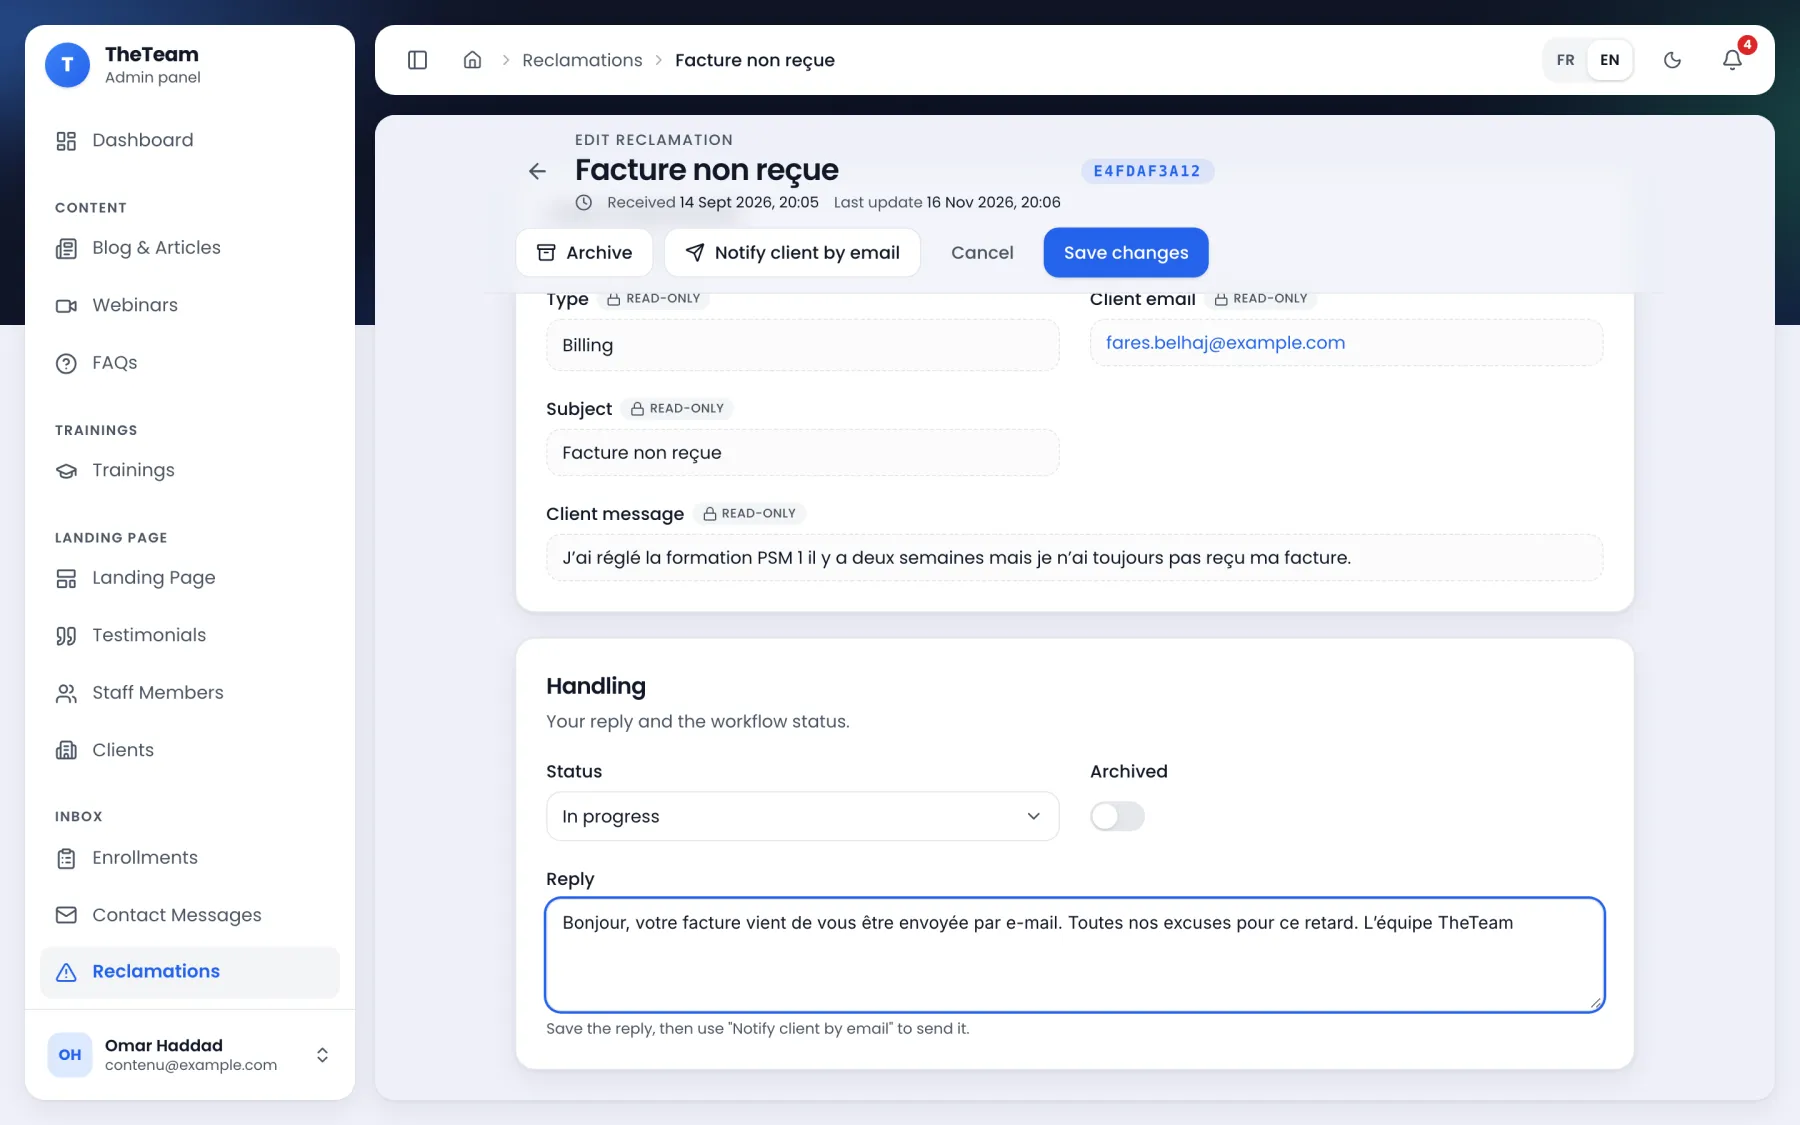 T
TheTeam
Admin panel
Dashboard
CONTENT
Blog & Articles
Webinars
FAQs
TRAININGS
Trainings
LANDING PAGE
Landing Page
Testimonials
Staff Members
Clients
INBOX
Enrollments
Contact Messages
Reclamations
OH
Omar Haddad
contenu@example.com
Reclamations
Facture non reçue
FR
EN
4
EDIT RECLAMATION
Facture non reçue
E4FDAF3A12
Received 14 Sept 2026, 20:05
Last update 16 Nov 2026, 20:06
Archive
Notify client by email
Cancel
Save changes
Type
READ-ONLY
Billing
Client email
READ-ONLY
fares.belhaj@example.com
Subject
READ-ONLY
Facture non reçue
Client message
READ-ONLY
J’ai réglé la formation PSM 1 il y a deux semaines mais je n’ai toujours pas reçu ma facture.
Handling
Your reply and the workflow status.
Status
In progress
Archived
Reply
Bonjour, votre facture vient de vous être envoyée par e-mail. Toutes nos excuses pour ce retard. L’équipe TheTeam
Save the reply, then use "Notify client by email" to send it.